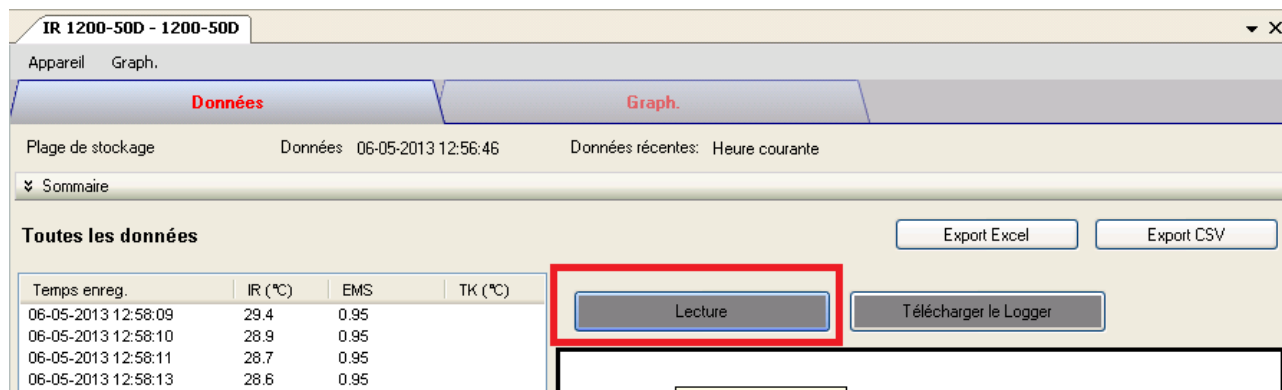 IR 1200-50D - 1200-50D
Appareil Graph.
Données Graph.
Plage de stockage Données 06-05-2013 12:56:46 Données récentes: Heure courante
Sommaire
Toutes les données Export Excel Export CSV
Temps enreg. IR (°C) EMS TK (°C)
Lecture Télécharger le Logger
06-05-2013 12:58:09 29.4 0.95
06-05-2013 12:58:10 28.9 0.95
06-05-2013 12:58:11 28.7 0.95
06-05-2013 12:58:13 28.6 0.95